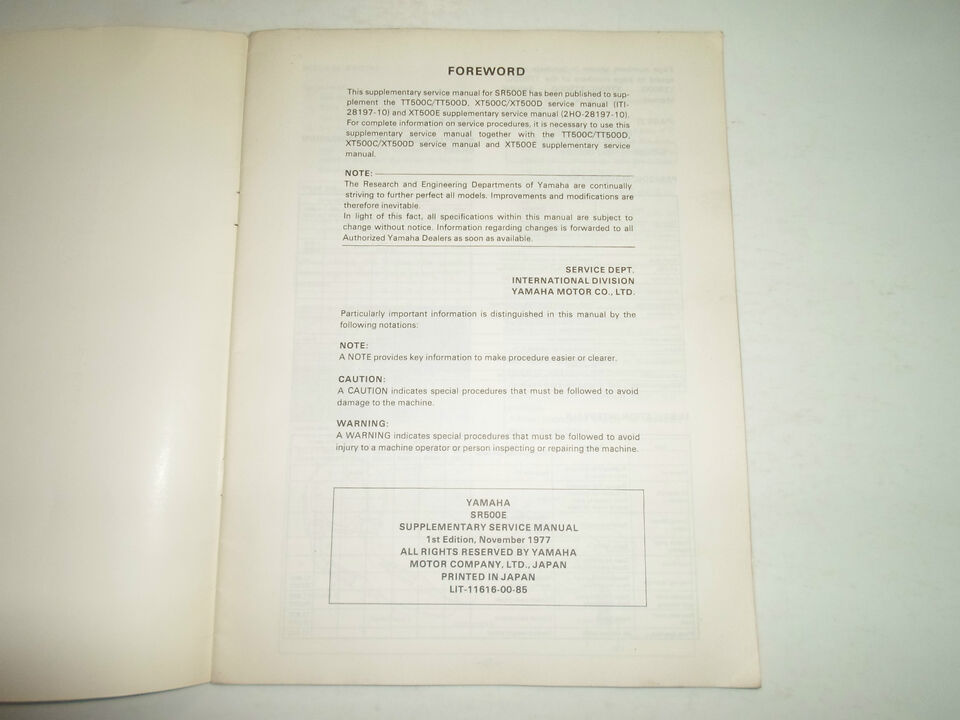 FOREWORD
This supplementary service manual for SR500E has been published to sup-
plement the TT500C/TT500D, XT500C/XT500D service manual (ITI-
28197-10) and XT500E supplementary service manual (2HO-28197-10).
For complete information on service procedures, it is necessary to use this
supplementary service manual together with the TT500C/TT500D,
XT500C/XT500D service manual and XT500E supplementary service
manual.
NOTE:
The Research and Engineering Departments of Yamaha are continually
striving to further perfect all models. Improvements and modifications are
therefore inevitable.
In light of this fact, all specifications within this manual are subject to
change without notice. Information regarding changes is forwarded to all
Authorized Yamaha Dealers as soon as available.
SERVICE DEPT.
INTERNATIONAL DIVISION
YAMAHA MOTOR CO., LTD.
Particularly important information is distinguished in this manual by the
following notations:
NOTE:
A NOTE provides key information to make procedure easier or clearer.
CAUTION:
A CAUTION indicates special procedures that must be followed to avoid
damage to the machine.
WARNING:
A WARNING indicates special procedures that must be followed to avoid
injury to a machine operator or person inspecting or repairing the machine.
YAMAHA
SR500E
SUPPLEMENTARY SERVICE MANUAL
1st Edition, November 1977
ALL RIGHTS RESERVED BY YAMAHA
MOTOR COMPANY, LTD., JAPAN
PRINTED IN JAPAN
LIT-11616-00-85